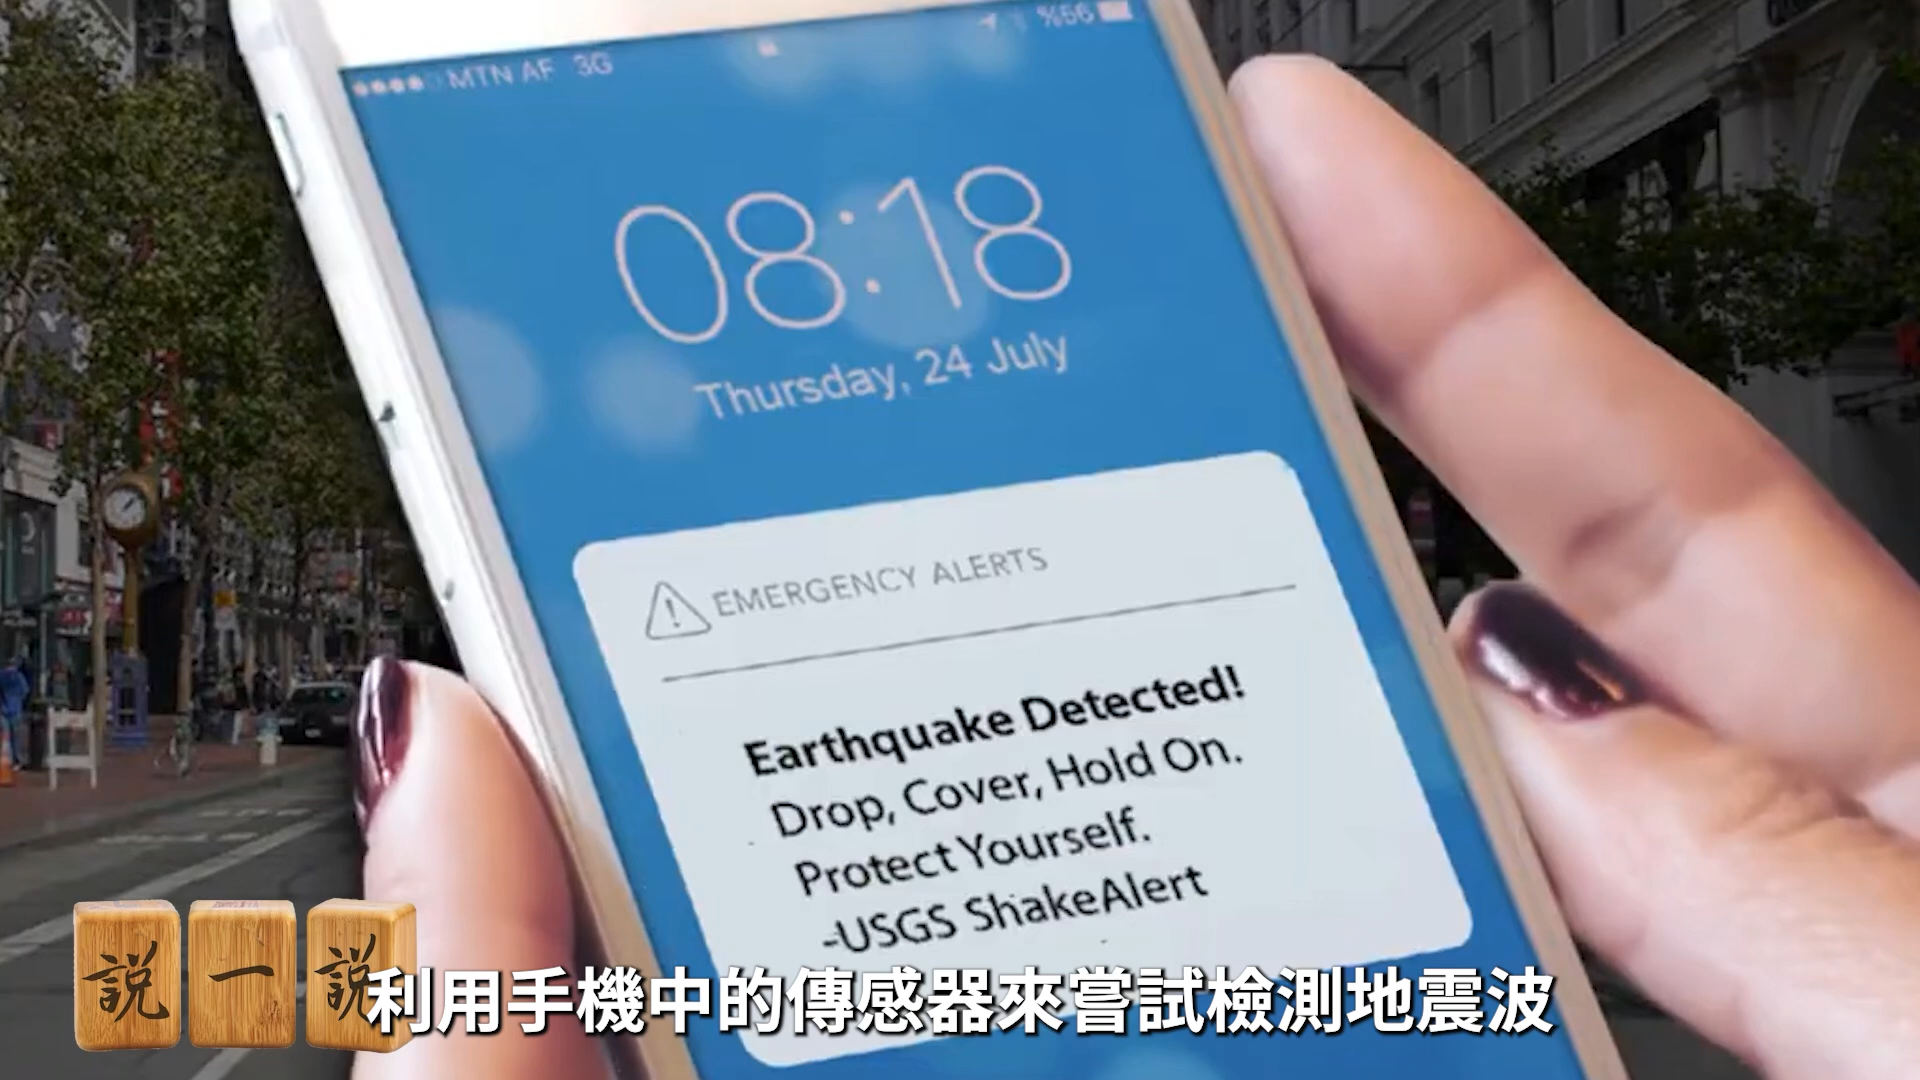 MTN AF 3G
%56
08:18
Thursday, 24 July
EMERGENCY ALERTS
Earthquake Detected!
Drop, Cover, Hold On.
Protect Yourself.
-USGS ShakeAlert
說一說
利用手機中的傳感器來嘗試檢測地震波